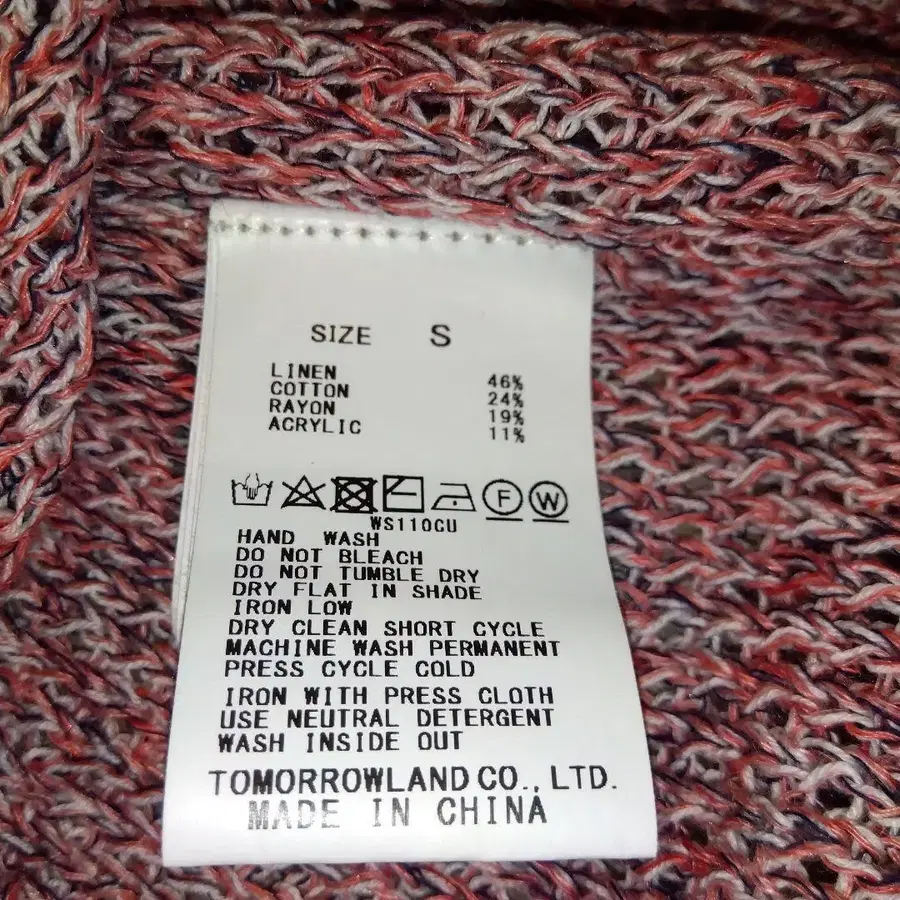 SIZE S
LINEN 46%
COTTON 24%
RAYON 19%
ACRYLIC 11%
F W
WS110CU
HAND WASH
DO NOT BLEACH
DO NOT TUMBLE DRY
DRY FLAT IN SHADE
IRON LOW
DRY CLEAN SHORT CYCLE
MACHINE WASH PERMANENT
PRESS CYCLE COLD
IRON WITH PRESS CLOTH
USE NEUTRAL DETERGENT
WASH INSIDE OUT
TOMORROWLAND CO., LTD.
MADE IN CHINA